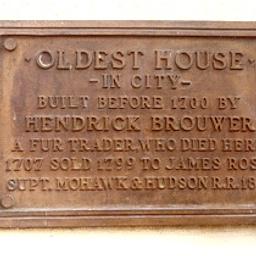 ·OLDEST HOUSE·
-IN CITY-
BUILT BEFORE 1700 BY
HENDRICK BROUWER
A FUR TRADER, WHO DIED HERE
1707 SOLD 1799 TO JAMES ROS
SUPT. MOHAWK & HUDSON R.R. 18